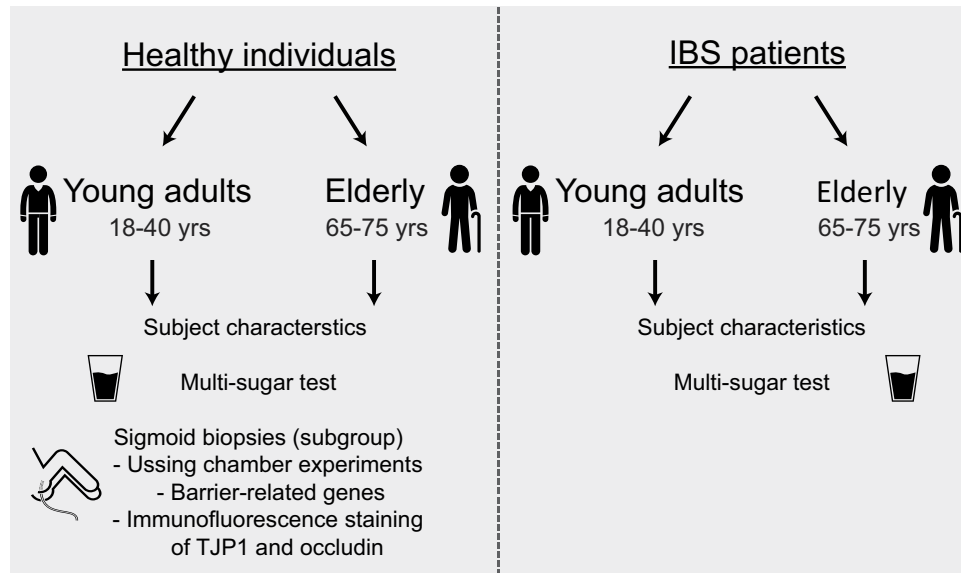 Healthy individuals
Young adults
18-40 yrs
Elderly
65-75 yrs
Subject characterstics
Multi-sugar test
Sigmoid biopsies (subgroup)
- Ussing chamber experiments
- Barrier-related genes
- Immunofluorescence staining
of TJP1 and occludin
IBS patients
Young adults
18-40 yrs
Elderly
65-75 yrs
Subject characteristics
Multi-sugar test